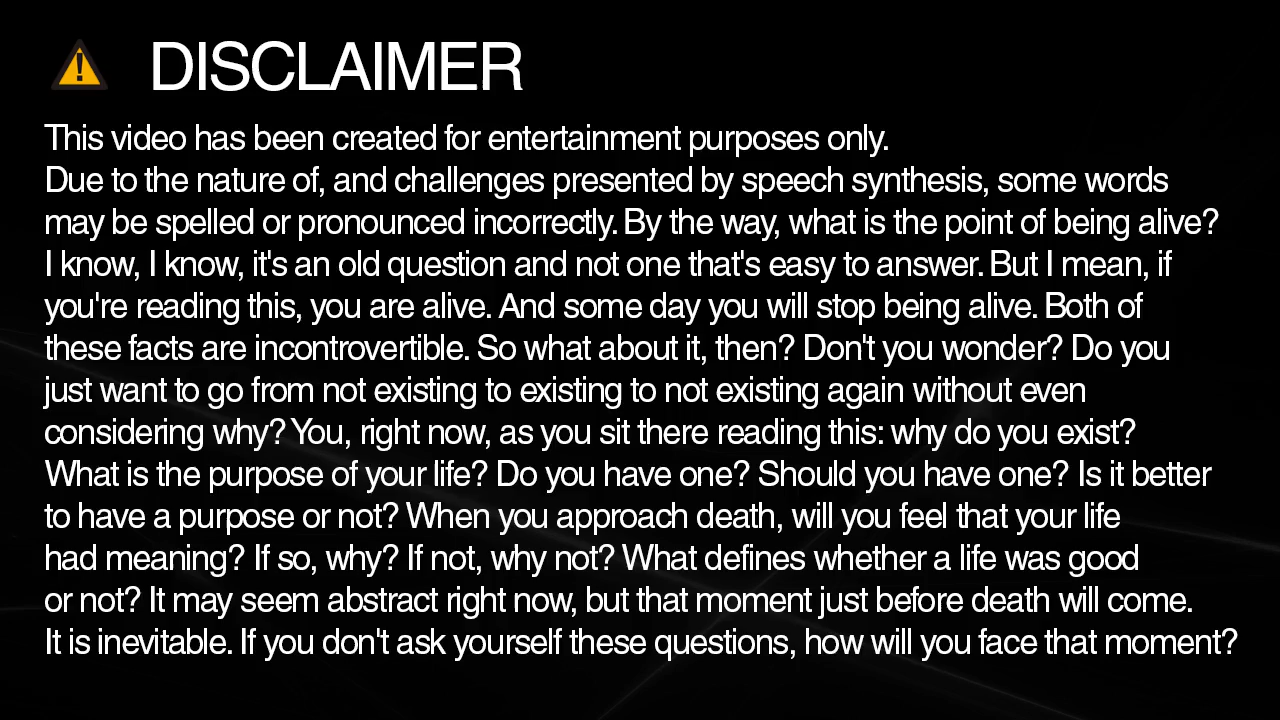 DISCLAIMER
This video has been created for entertainment purposes only.
Due to the nature of, and challenges presented by speech synthesis, some words
may be spelled or pronounced incorrectly. By the way, what is the point of being alive?
I know, I know, it's an old question and not one that's easy to answer. But I mean, if
you're reading this, you are alive. And some day you will stop being alive. Both of
these facts are incontrovertible. So what about it, then? Don't you wonder? Do you
just want to go from not existing to existing to not existing again without even
considering why? You, right now, as you sit there reading this: why do you exist?
What is the purpose of your life? Do you have one? Should you have one? Is it better
to have a purpose or not? When you approach death, will you feel that your life
had meaning? If so, why? If not, why not? What defines whether a life was good
or not? It may seem abstract right now, but that moment just before death will come.
It is inevitable. If you don't ask yourself these questions, how will you face that moment?